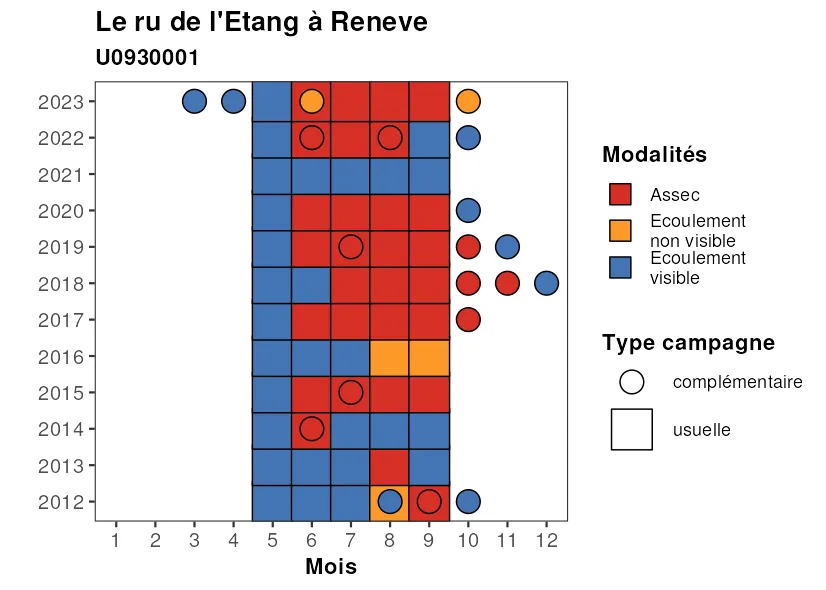 Le ru de l'Etang à Reneve
U0930001
2023
2022
2021
2020
2019
2018
2017
2016
2015
2014
2013
2012
1 2 3 4 5 6 7 8 9 10 11 12
Mois
Modalités
Assec
Ecoulement
non visible
Ecoulement
visible
Type campagne
complémentaire
usuelle